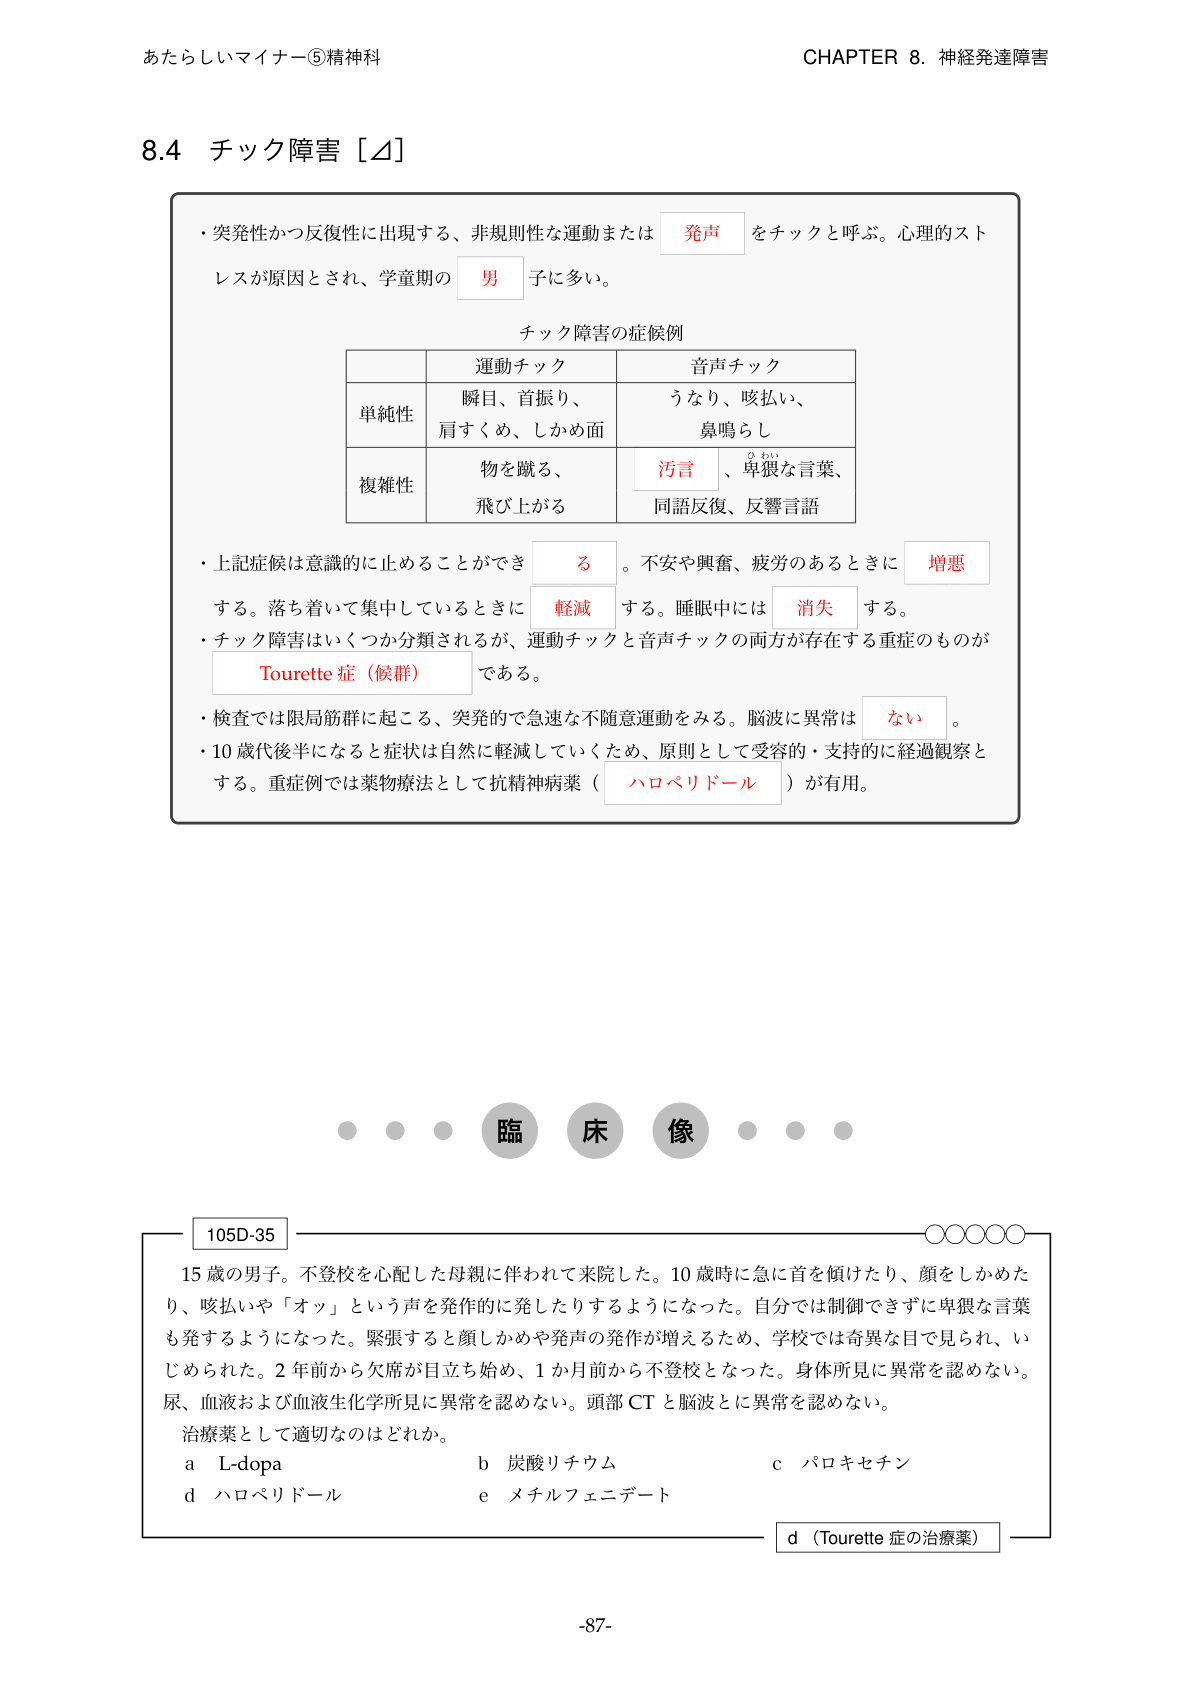 あたらしいマイナー⑤精神科
CHAPTER 8. 神経発達障害
8.4 チック障害［⊿］
・突発性かつ反復性に出現する、非規則性な運動または 発声 をチックと呼ぶ。心理的スト
レスが原因とされ、学童期の 男 子に多い。
チック障害の症候例
運動チック 音声チック
単純性 瞬目、首振り、 うなり、咳払い、
肩すくめ、しかめ面 鼻鳴らし
ひ わい
複雑性 物を蹴る、 汚言 、卑猥な言葉、
飛び上がる 同語反復、反響言語
・上記症候は意識的に止めることができ る 。不安や興奮、疲労のあるときに 増悪
する。落ち着いて集中しているときに 軽減 する。睡眠中には 消失 する。
・チック障害はいくつか分類されるが、運動チックと音声チックの両方が存在する重症のものが
Tourette 症（候群） である。
・検査では限局筋群に起こる、突発的で急速な不随意運動をみる。脳波に異常は ない 。
・10 歳代後半になると症状は自然に軽減していくため、原則として受容的・支持的に経過観察と
する。重症例では薬物療法として抗精神病薬（ ハロペリドール ）が有用。
臨 床 像
105D-35
15 歳の男子。不登校を心配した母親に伴われて来院した。10 歳時に急に首を傾けたり、顔をしかめた
り、咳払いや「オッ」という声を発作的に発したりするようになった。自分では制御できずに卑猥な言葉
も発するようになった。緊張すると顔しかめや発声の発作が増えるため、学校では奇異な目で見られ、い
じめられた。2 年前から欠席が目立ち始め、1 か月前から不登校となった。身体所見に異常を認めない。
尿、血液および血液生化学所見に異常を認めない。頭部 CT と脳波とに異常を認めない。
治療薬として適切なのはどれか。
a L-dopa b 炭酸リチウム c パロキセチン
d ハロペリドール e メチルフェニデート
d （Tourette 症の治療薬）
-87-